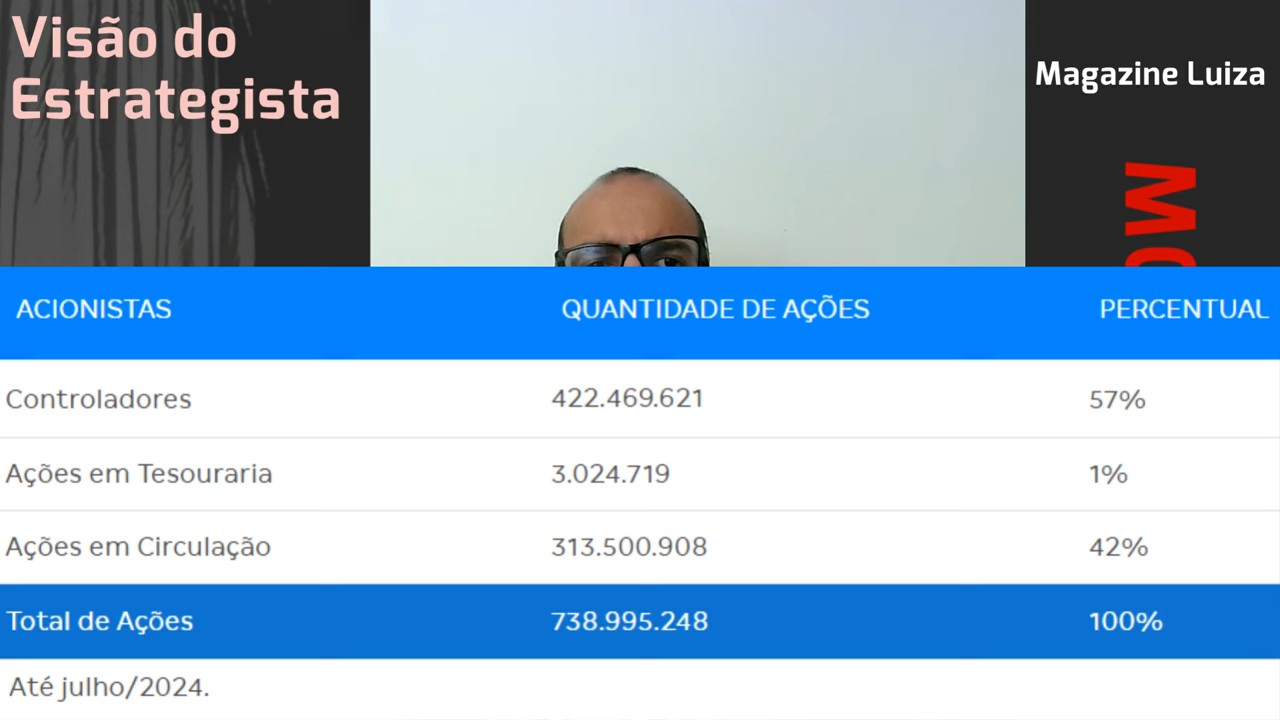 Visão do
Estrategista
Magazine Luiza
ACIONISTAS QUANTIDADE DE AÇÕES PERCENTUAL
Controladores 422.469.621 57%
Ações em Tesouraria 3.024.719 1%
Ações em Circulação 313.500.908 42%
Total de Ações 738.995.248 100%
Até julho/2024.